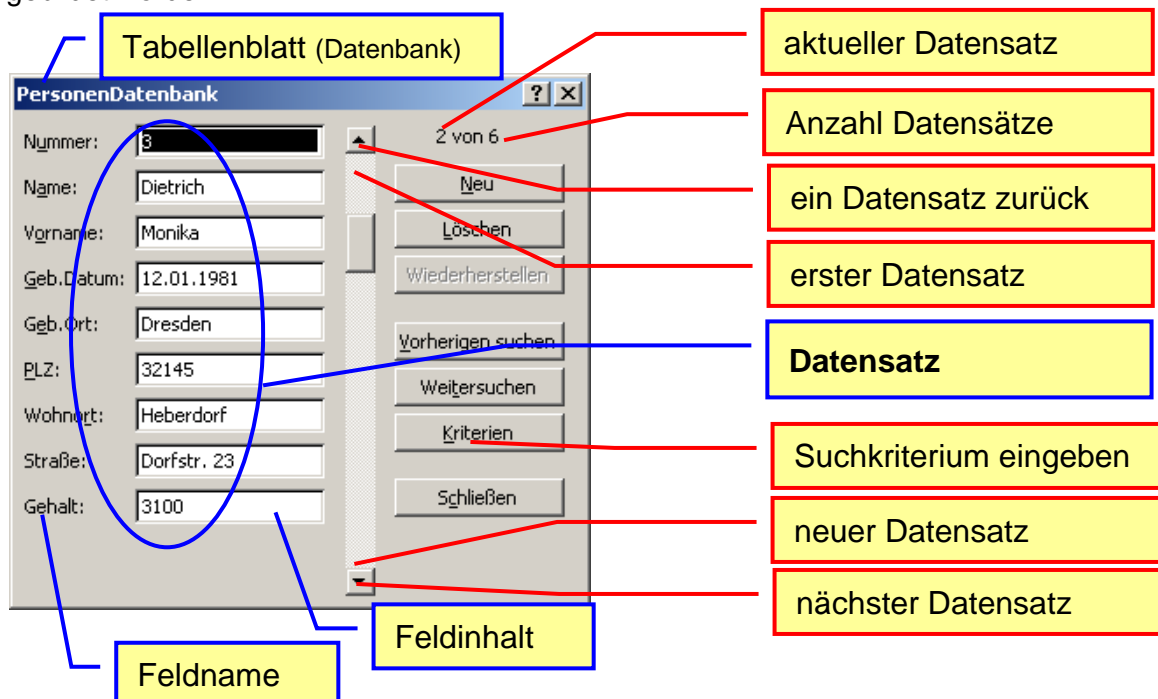 Tabellenblatt (Datenbank)
aktueller Datensatz
PersonenDatenbank
Nummer: 3
2 von 6
Anzahl Datensätze
Name: Dietrich
Neu
ein Datensatz zurück
Vorname: Monika
Löschen
Geb.Datum: 12.01.1981
Wiederherstellen
erster Datensatz
Geb.Ort: Dresden
Vorherigen suchen
Datensatz
PLZ: 32145
Weitersuchen
Wohnort: Heberdorf
Kriterien
Suchkriterium eingeben
Straße: Dorfstr. 23
Gehalt: 3100
Schließen
neuer Datensatz
nächster Datensatz
Feldinhalt
Feldname